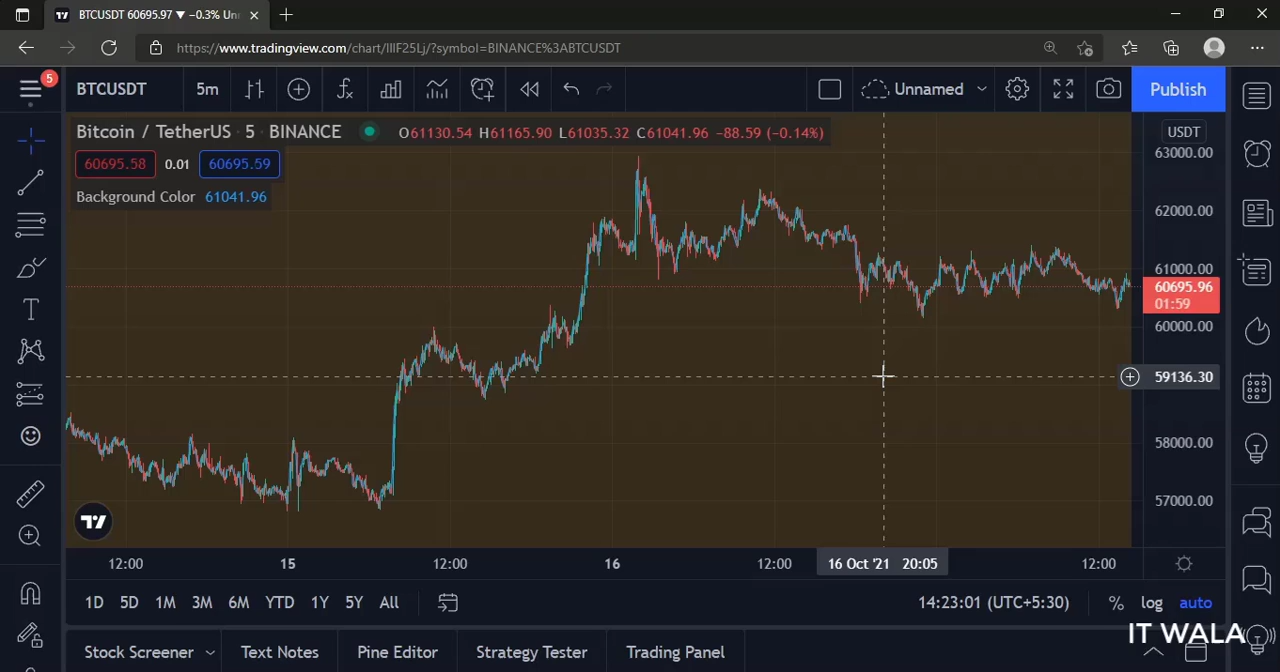 BTCUSDT 60695.97 ▼ −0.3% Unn
https://www.tradingview.com/chart/lllF25Lj/?symbol=BINANCE%3ABTCUSDT
5
BTCUSDT 5m Unnamed Publish
Bitcoin / TetherUS · 5 · BINANCE O61130.54 H61165.90 L61035.32 C61041.96 −88.59 (−0.14%)
USDT
60695.58 0.01 60695.59
Background Color 61041.96
63000.00
62000.00
61000.00
60695.96
01:59
60000.00
59136.30
58000.00
57000.00
12:00 15 12:00 16 12:00 16 Oct '21 20:05 12:00
1D 5D 1M 3M 6M YTD 1Y 5Y All 14:23:01 (UTC+5:30) % log auto
IT WALA
Stock Screener Text Notes Pine Editor Strategy Tester Trading Panel